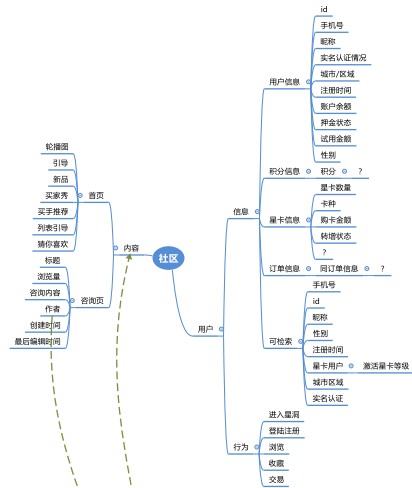 社区
内容
首页
轮播图
引导
新品
买家秀
买手推荐
列表引导
猜你喜欢
咨询页
标题
浏览量
咨询内容
作者
创建时间
最后编辑时间
用户
信息
用户信息
id
手机号
昵称
实名认证情况
城市/区域
注册时间
账户余额
押金状态
试用金额
性别
积分信息
积分
?
星卡信息
星卡数量
卡种
购卡金额
转增状态
?
订单信息
同订单信息
?
可检索
手机号
id
昵称
性别
注册时间
星卡用户
激活星卡等级
城市区域
实名认证
行为
进入星洞
登陆注册
浏览
收藏
交易